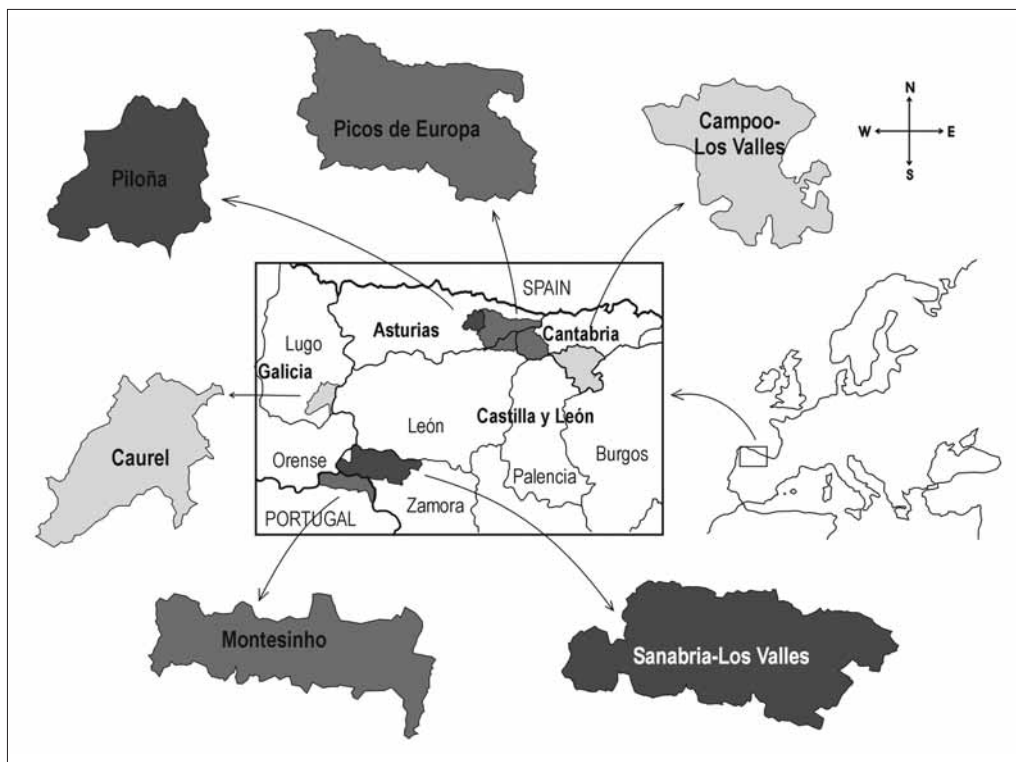 Picos de Europa
Campoo-
Los Valles
N
W
E
S
Piloña
SPAIN
Asturias
Cantabria
Lugo
Galicia
Caurel
León
Castilla y León
Orense
Burgos
Palencia
Zamora
PORTUGAL
Montesinho
Sanabria-Los Valles